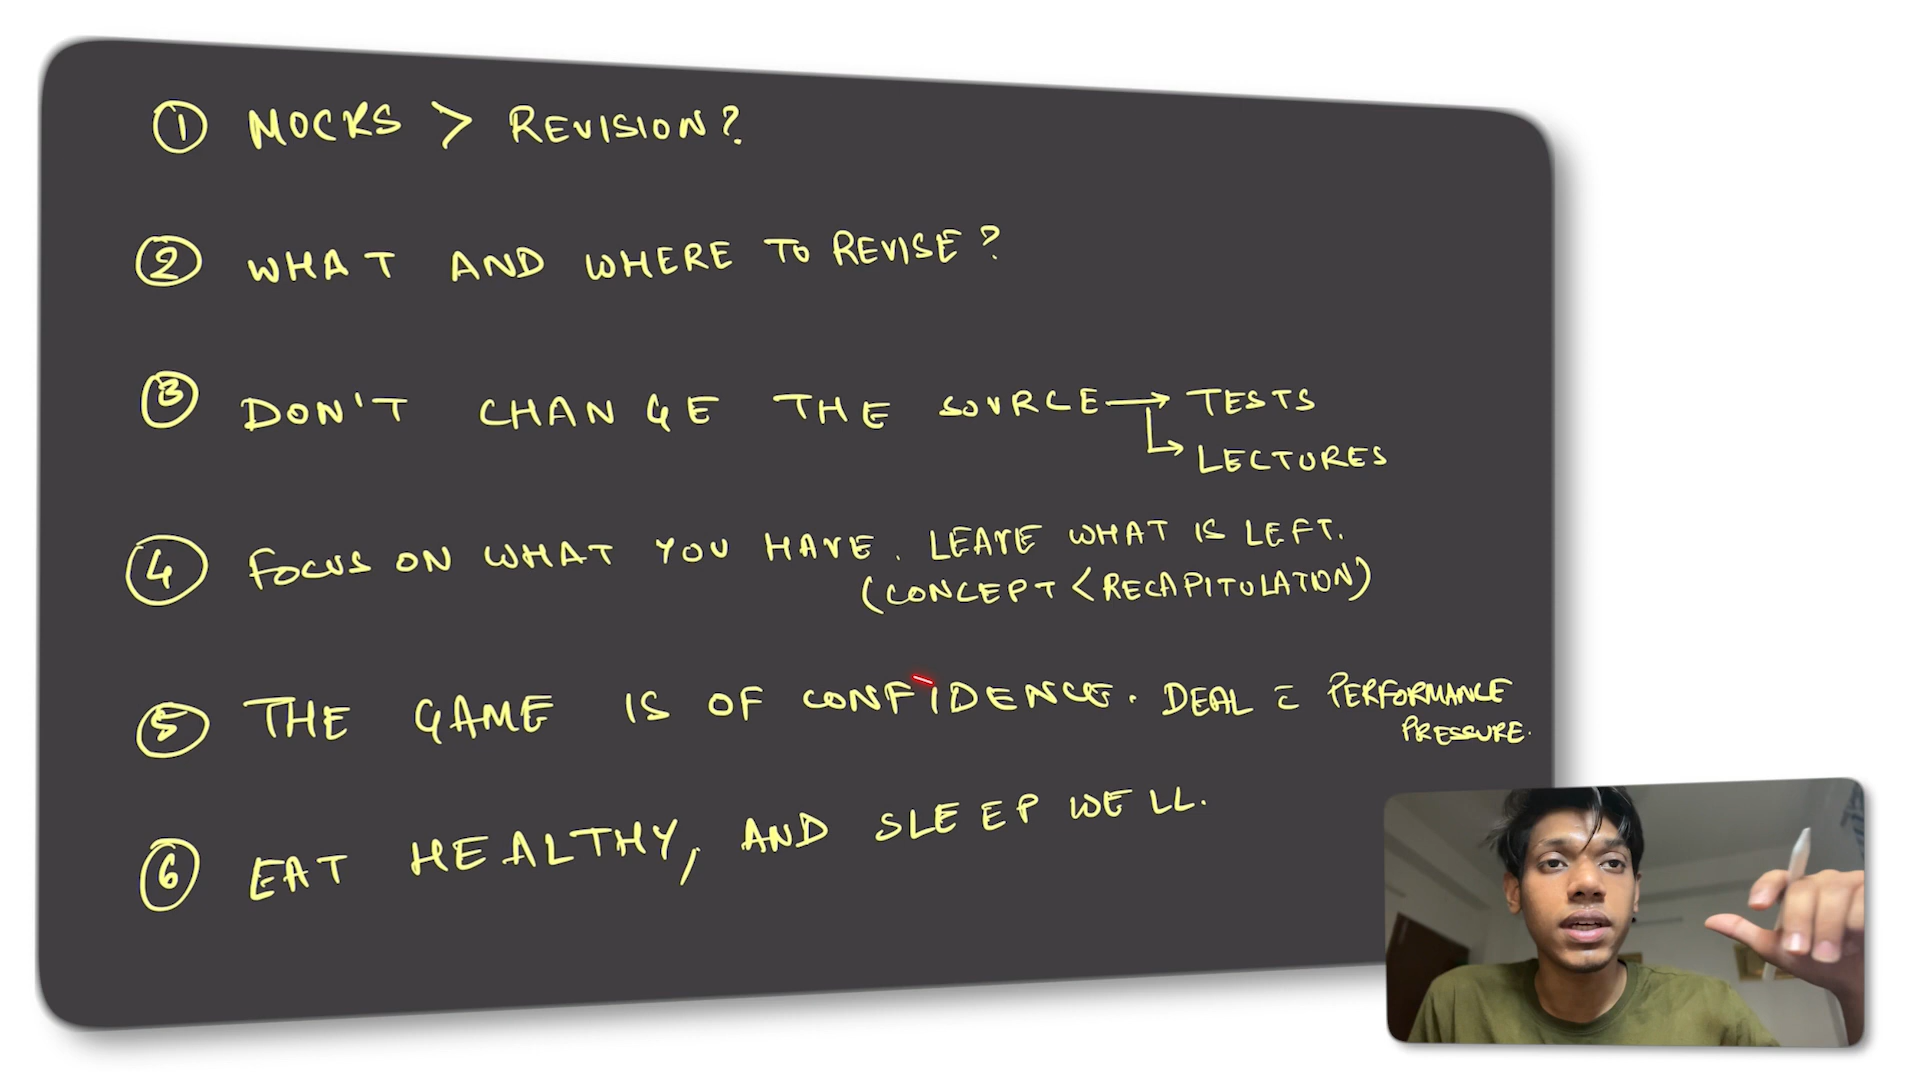 ① MOCKS > REVISION?
② WHAT AND WHERE TO REVISE?
③ DON'T CHANGE THE SOURCE → TESTS
↳ LECTURES
④ FOCUS ON WHAT YOU HAVE. LEAVE WHAT IS LEFT.
(CONCEPT < RECAPITULATION)
⑤ THE GAME IS OF CONFIDENCE. DEAL PERFORMANCE
PRESSURE.
⑥ EAT HEALTHY, AND SLEEP WELL.